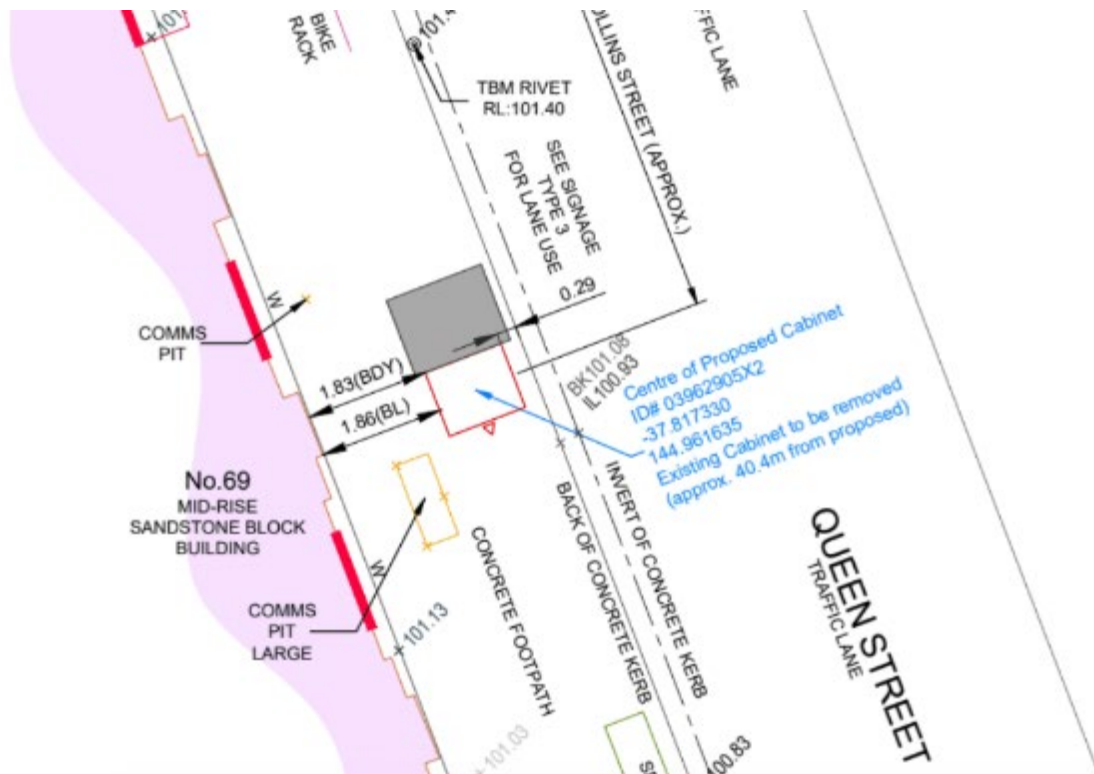 BIKE
RACK
TBM RIVET
RL:101.40
OLLINS STREET (APPROX.)
FFIC LANE
SEE SIGNAGE
TYPE 3
FOR LANE USE
0.29
COMMS
PIT
1.83(BDY)
1.86(BL)
W
BK101.08
IL100.93
Centre of Proposed Cabinet
ID# 03962905X2
-37.817330
144.961635
Existing Cabinet to be removed
(approx. 40.4m from proposed)
No.69
MID-RISE
SANDSTONE BLOCK
BUILDING
W
COMMS
PIT
LARGE
101.13
CONCRETE FOOTPATH
BACK OF CONCRETE KERB
INVERT OF CONCRETE KERB
QUEEN STREET
TRAFFIC LANE
101.03
100.83